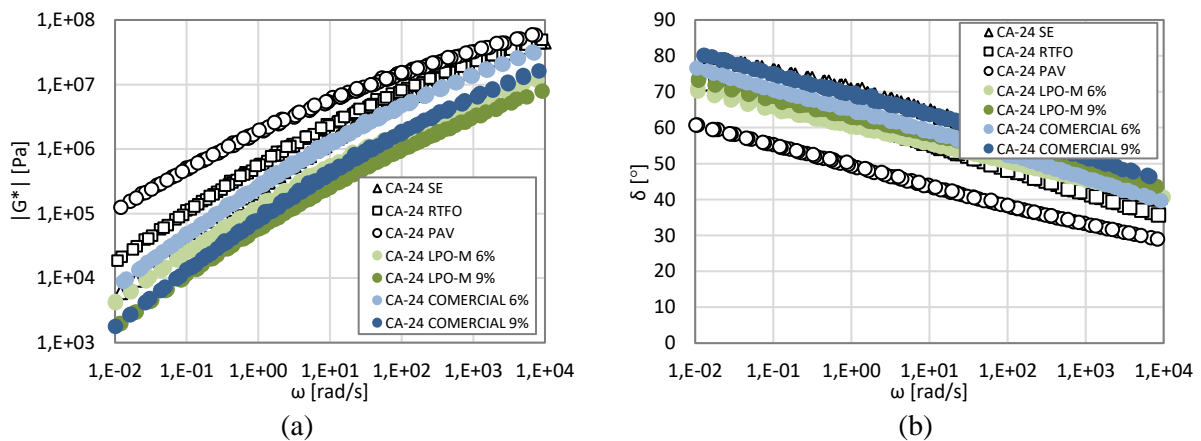 1,E+08
1,E+07
1,E+06
1,E+05
1,E+04
1,E+03
|G* | [Pa]
CA-24 SE
CA-24 RTFO
CA-24 PAV
CA-24 LPO-M 6%
CA-24 LPO-M 9%
CA-24 COMERCIAL 6%
CA-24 COMERCIAL 9%
1,E-02 1,E-01 1,E+00 1,E+01 1,E+02 1,E+03 1,E+04
ω [rad/s]
(a)
90
80
70
60
50
40
30
20
10
0
δ [°]
CA-24 SE
CA-24 RTFO
CA-24 PAV
CA-24 LPO-M 6%
CA-24 LPO-M 9%
CA-24 COMERCIAL 6%
CA-24 COMERCIAL 9%
1,E-02 1,E-01 1,E+00 1,E+01 1,E+02 1,E+03 1,E+04
ω [rad/s]
(b)